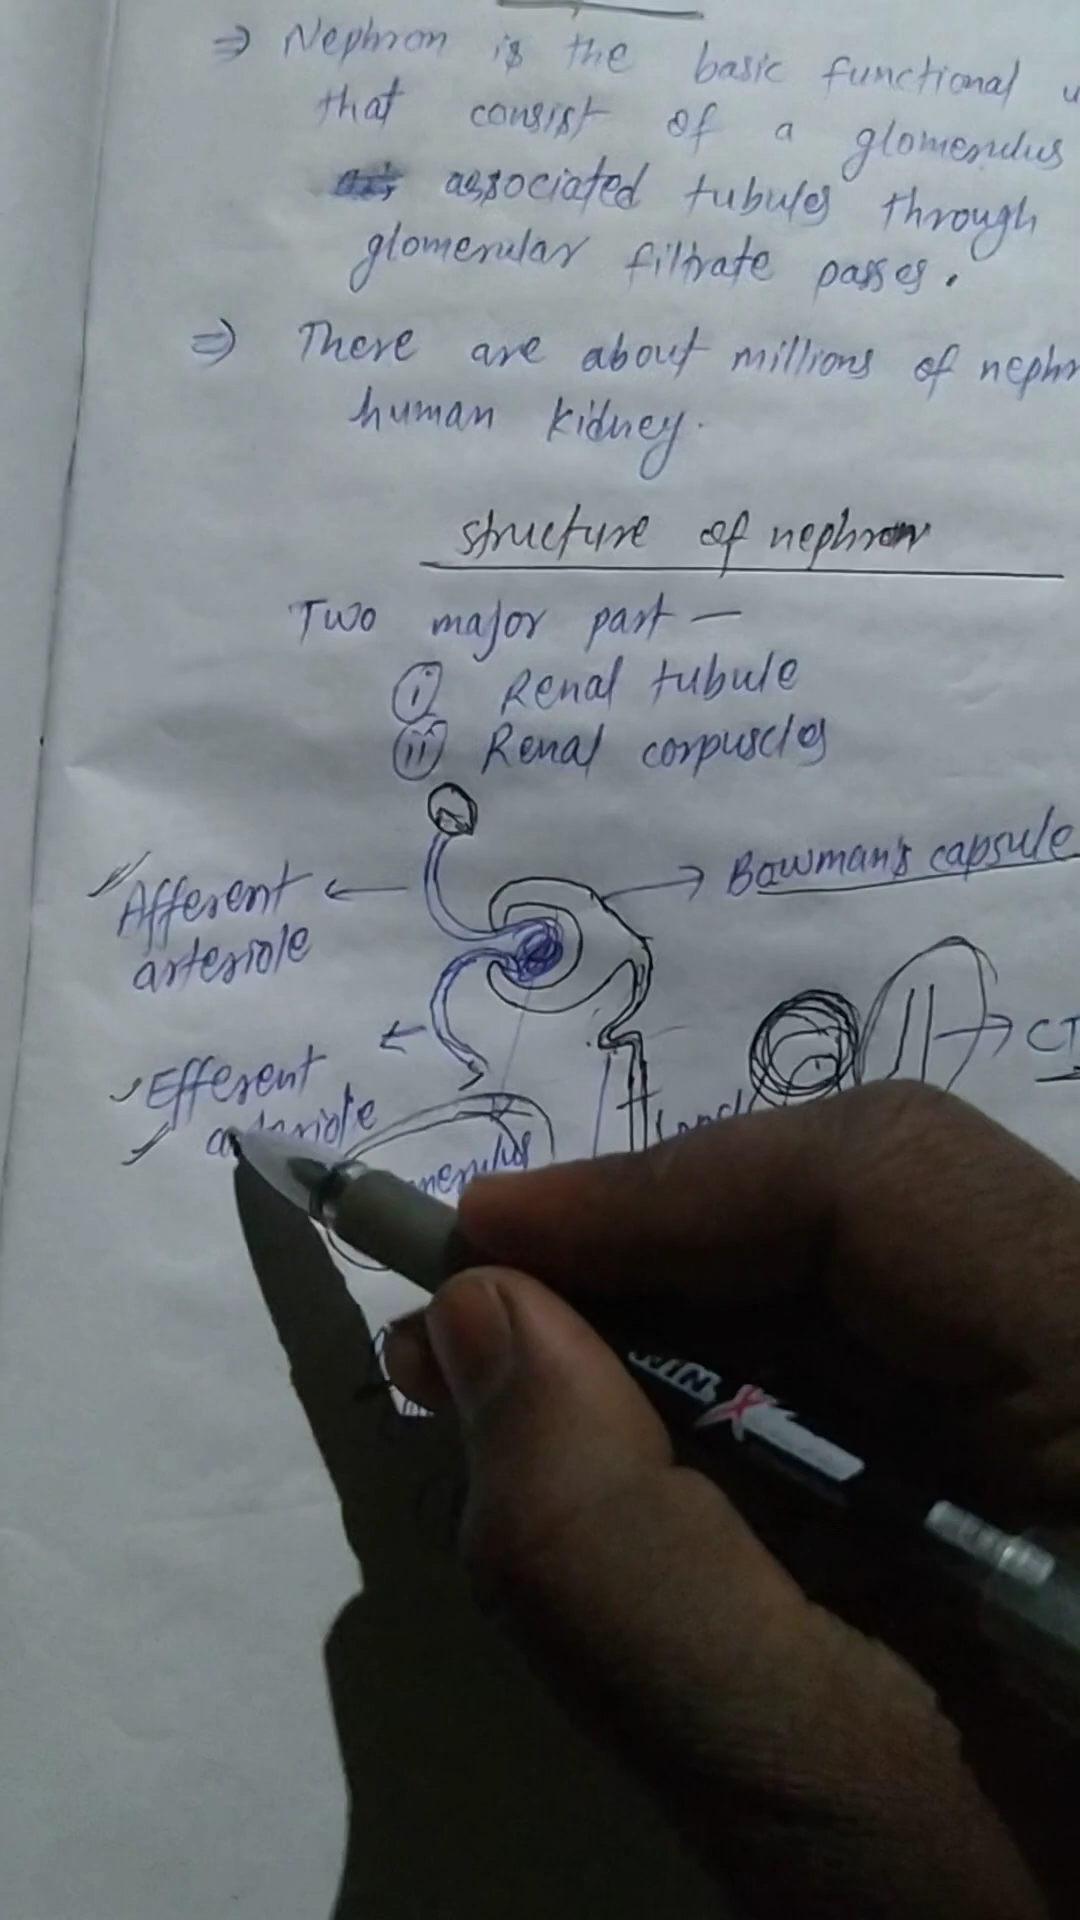 ⇒ Nephron is the basic functional
that consist of a glomerulus
associated tubules through
glomerular filtrate passes.
⇒ There are about millions of
human kidney.
structure of nephron
Two major part —
(i) Renal tubule
(ii) Renal corpuscles
Bowman's capsule
Afferent
arteriole
Efferent
WIN X